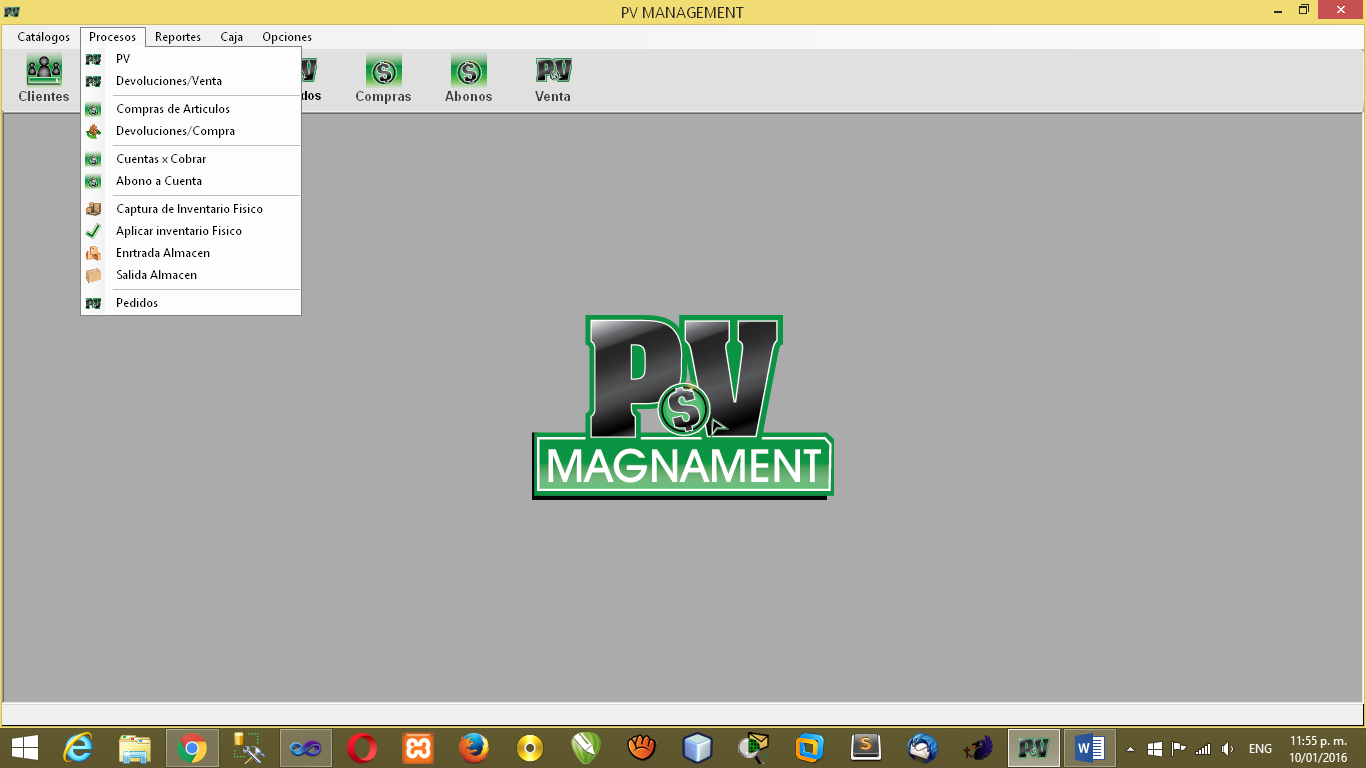 PV
PV MANAGEMENT
Catálogos Procesos Reportes Caja Opciones
PV
Devoluciones/Venta
Compras de Articulos
Devoluciones/Compra
Cuentas x Cobrar
Abono a Cuenta
Captura de Inventario Fisico
Aplicar inventario Fisico
Enrtrada Almacen
Salida Almacen
Pedidos
Clientes dos Compras Abonos Venta
P$V
MAGNAMENT
ENG
11:55 p. m.
10/01/2016